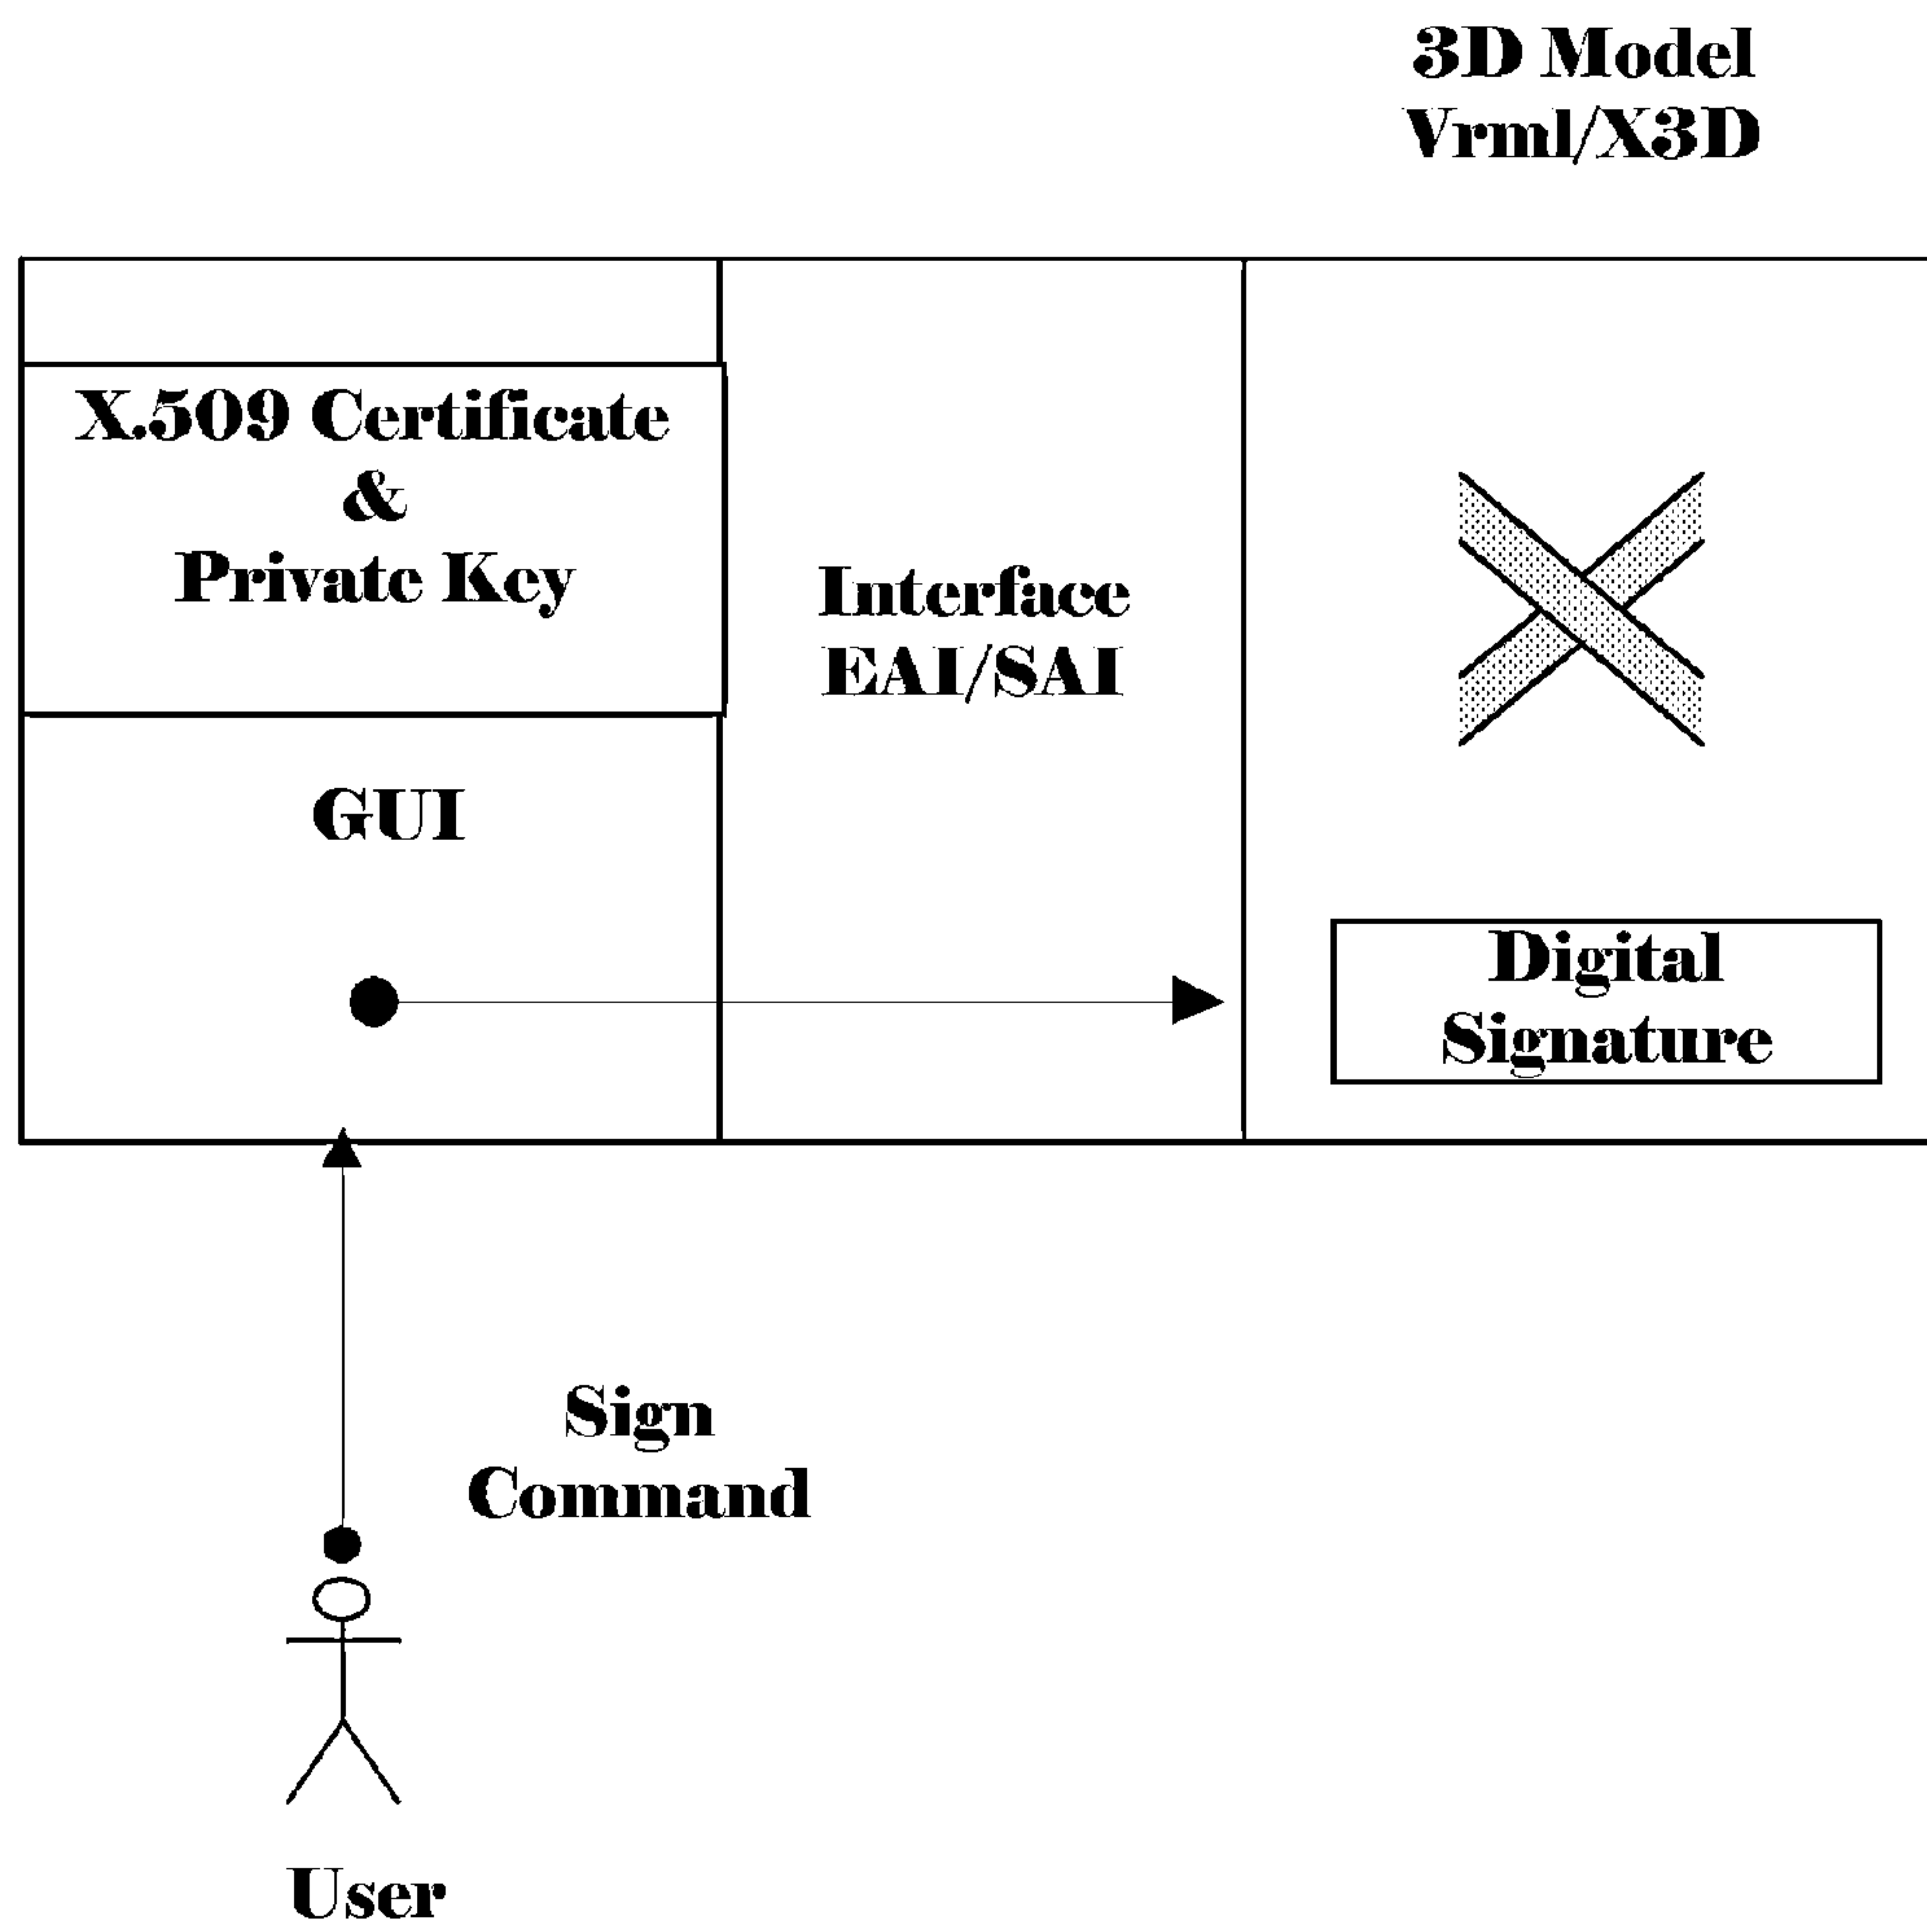 3D Model
Vrml/X3D
X.509 Certificate
&
Private Key
Interface
EAI/SAI
GUI
Digital
Signature
Sign
Command
User